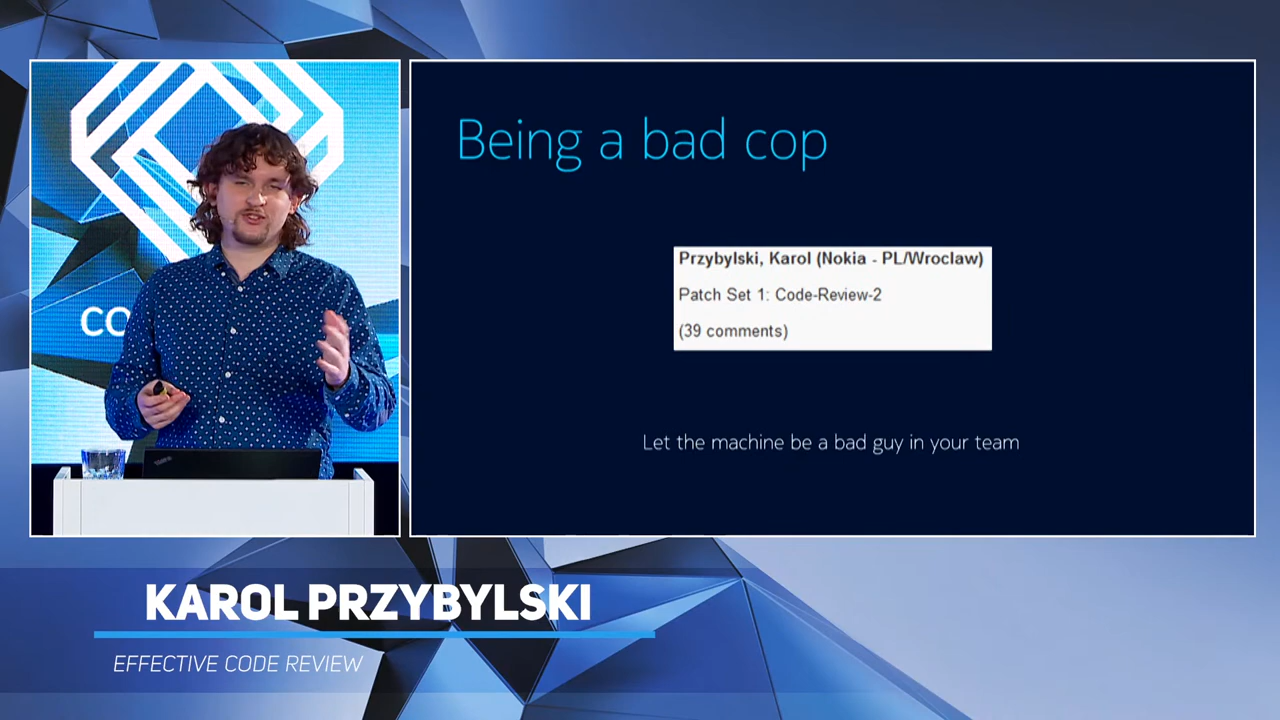 CO
Being a bad cop
Przybylski, Karol (Nokia - PL/Wroclaw)
Patch Set 1: Code-Review-2
(39 comments)
Let the machine be a bad guy in your team
KAROL PRZYBYLSKI
EFFECTIVE CODE REVIEW